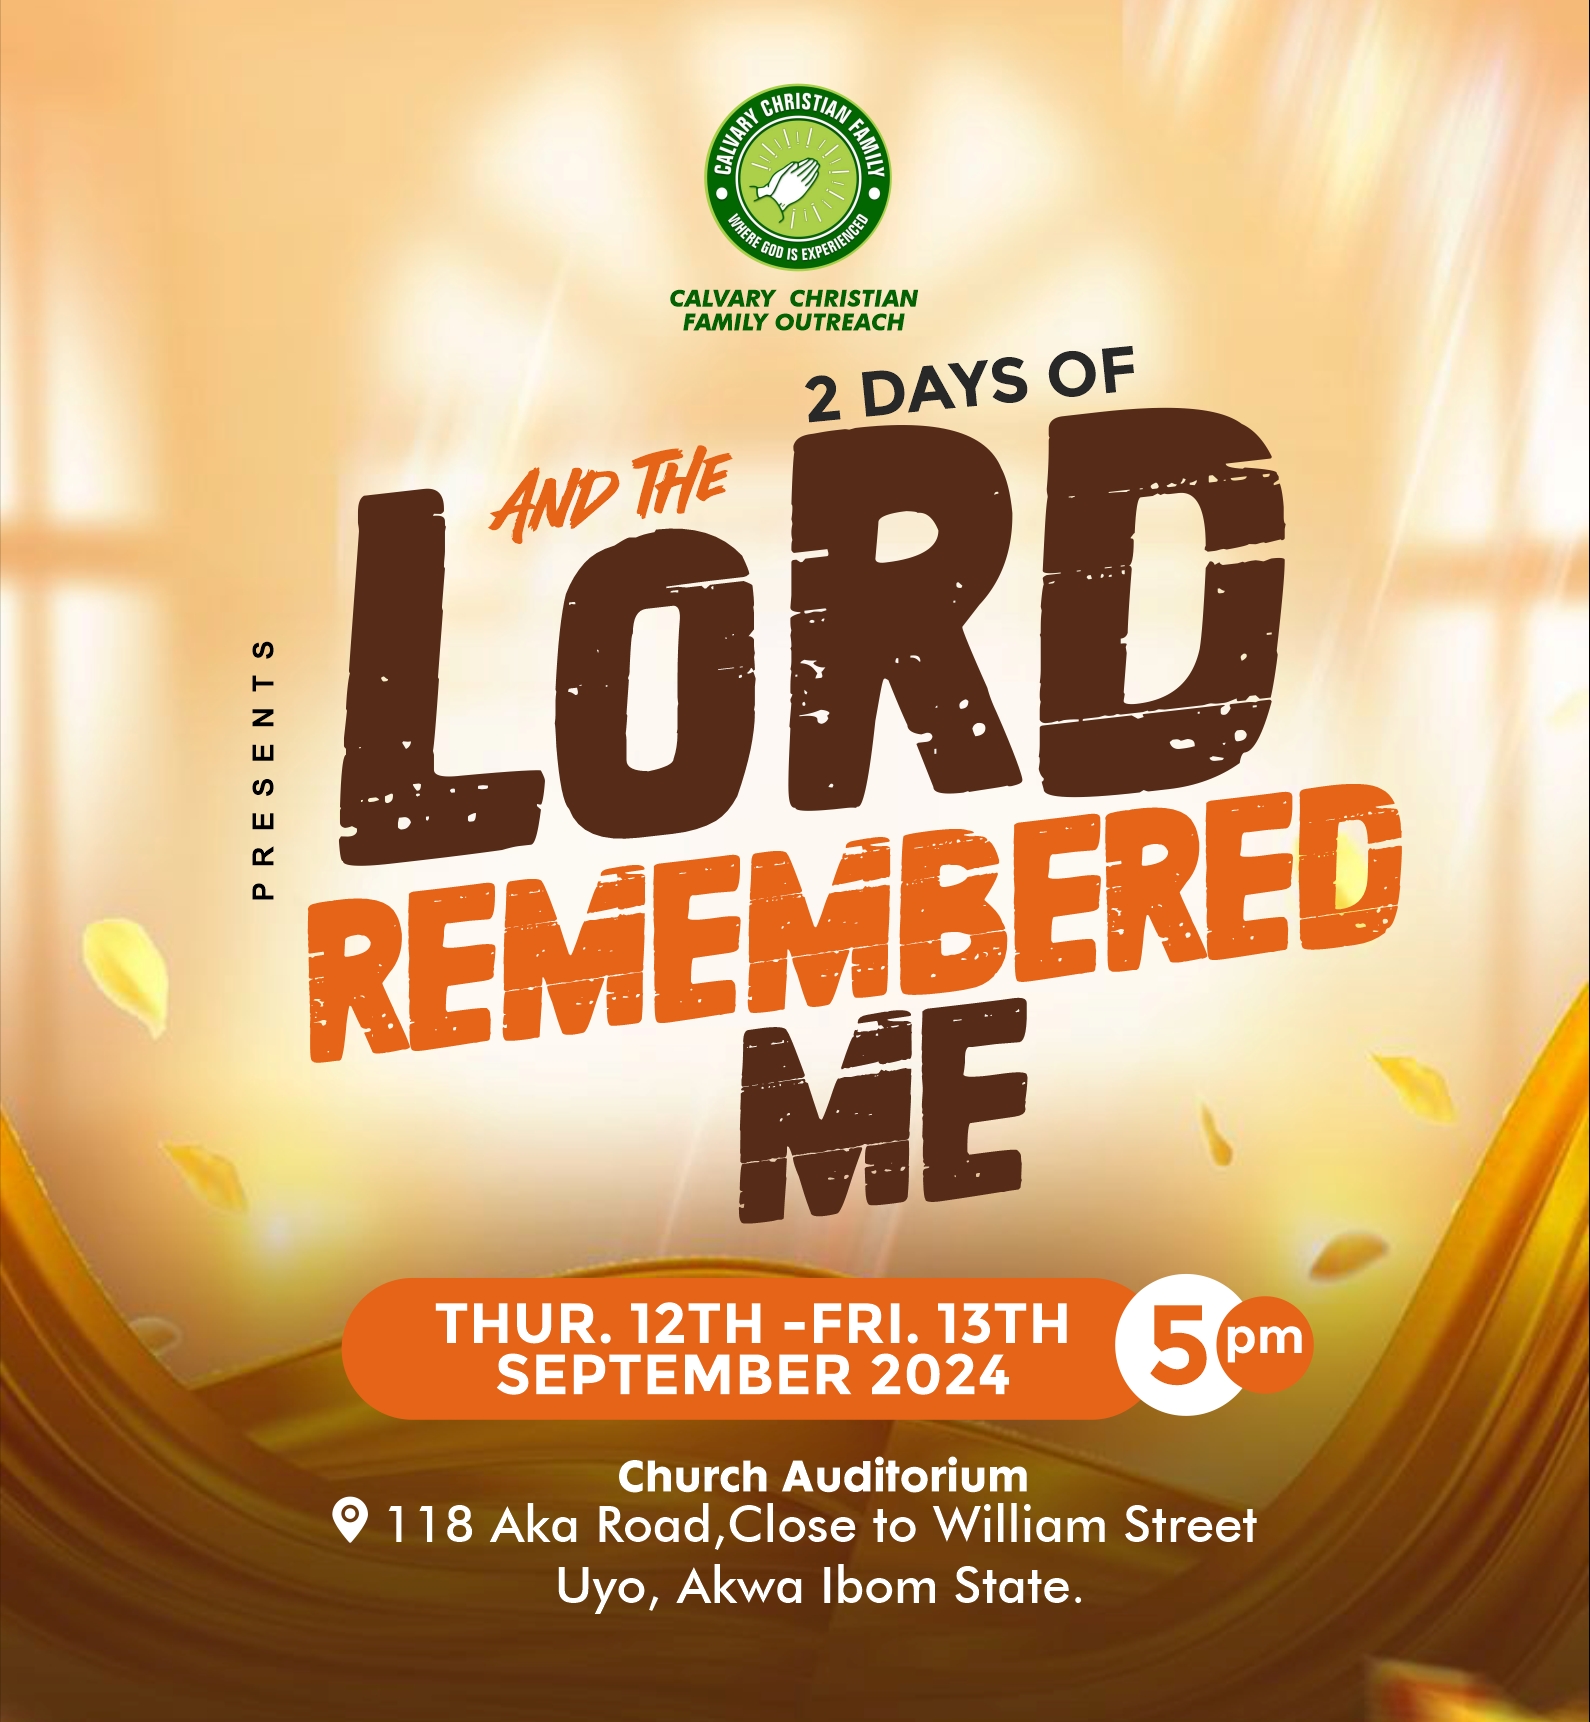 CALVARY CHRISTIAN FAMILY
WHERE GOD IS EXPERIENCED
CALVARY CHRISTIAN
FAMILY OUTREACH
PRESENTS
2 DAYS OF
AND THE
LORD
REMEMBERED
ME
THUR. 12TH -FRI. 13TH
SEPTEMBER 2024
5pm
Church Auditorium
118 Aka Road,Close to William Street
Uyo, Akwa Ibom State.